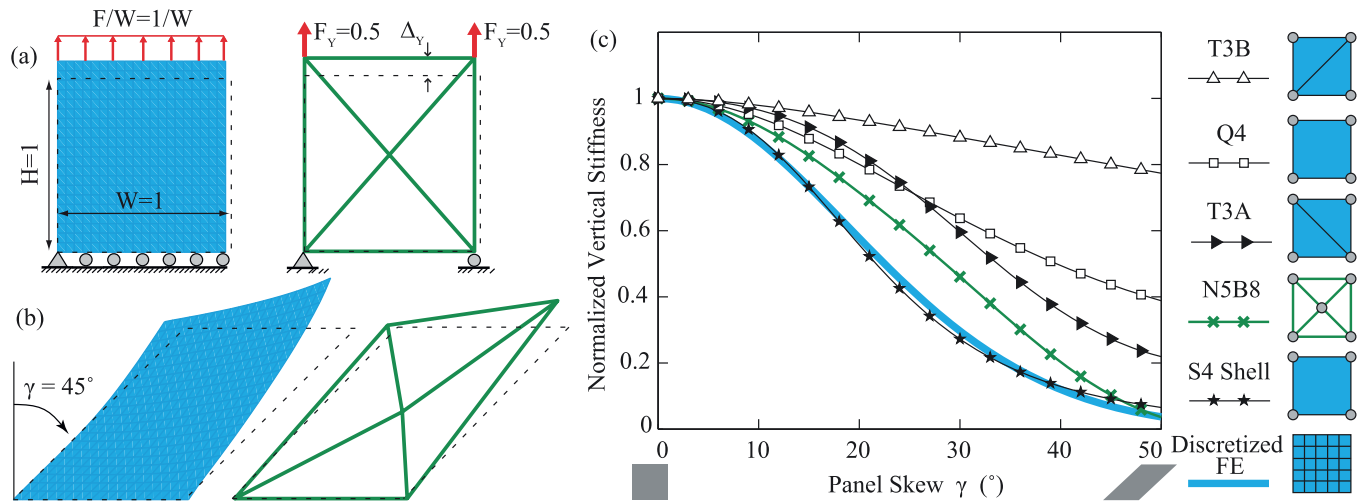 (a)
F/W=1/W
H=1
W=1
F_Y=0.5
Δ_Y
F_Y=0.5
(b)
γ = 45°
(c)
Normalized Vertical Stiffness
1
0.8
0.6
0.4
0.2
0
0
10
20
30
40
50
Panel Skew γ (°)
T3B
Q4
T3A
N5B8
S4 Shell
Discretized
FE